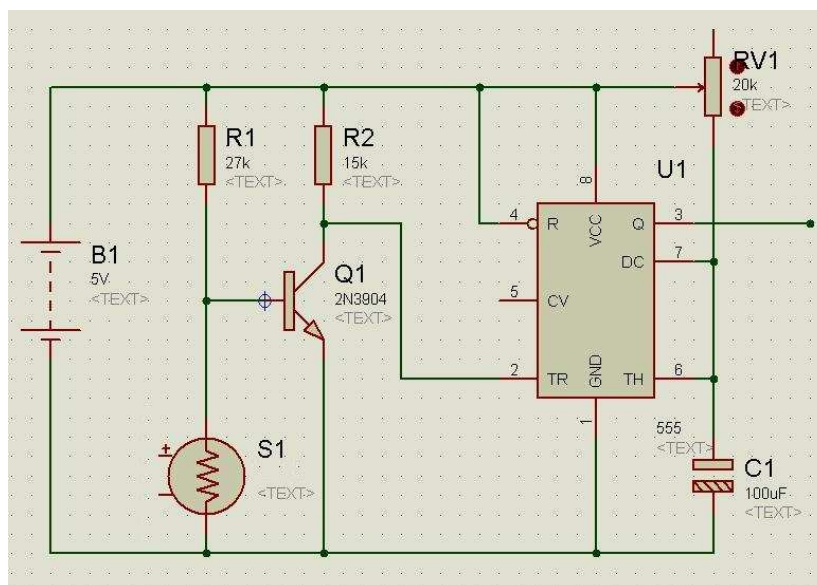 RV1
20k
<TEXT>
R1
27k
<TEXT>
R2
15k
<TEXT>
U1
8
4
R
VCC
Q
3
DC
7
B1
5V
<TEXT>
Q1
2N3904
<TEXT>
5
CV
2
TR
GND
TH
6
1
555
<TEXT>
S1
<TEXT>
C1
100uF
<TEXT>